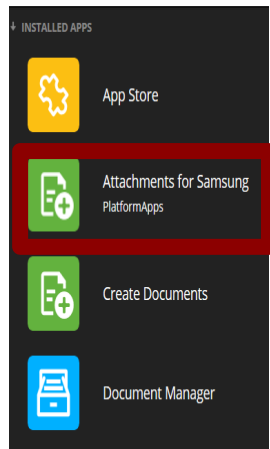 INSTALLED APPS
App Store
Attachments for Samsung
PlatformApps
Create Documents
Document Manager